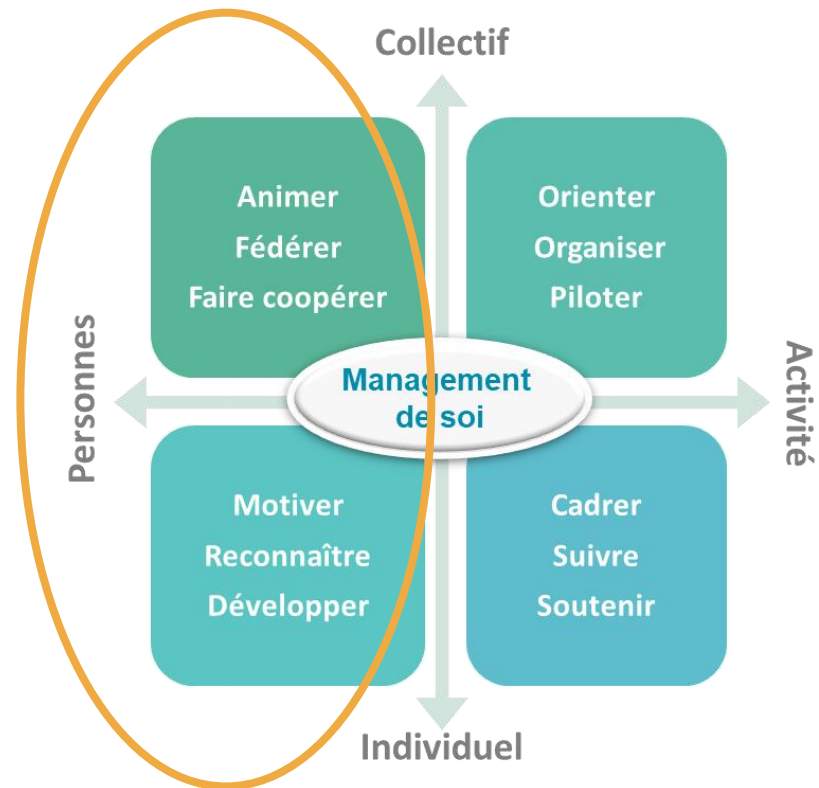 Collectif
Animer
Fédérer
Faire coopérer
Orienter
Organiser
Piloter
Personnes
Management
de soi
Activité
Motiver
Reconnaître
Développer
Cadrer
Suivre
Soutenir
Individuel